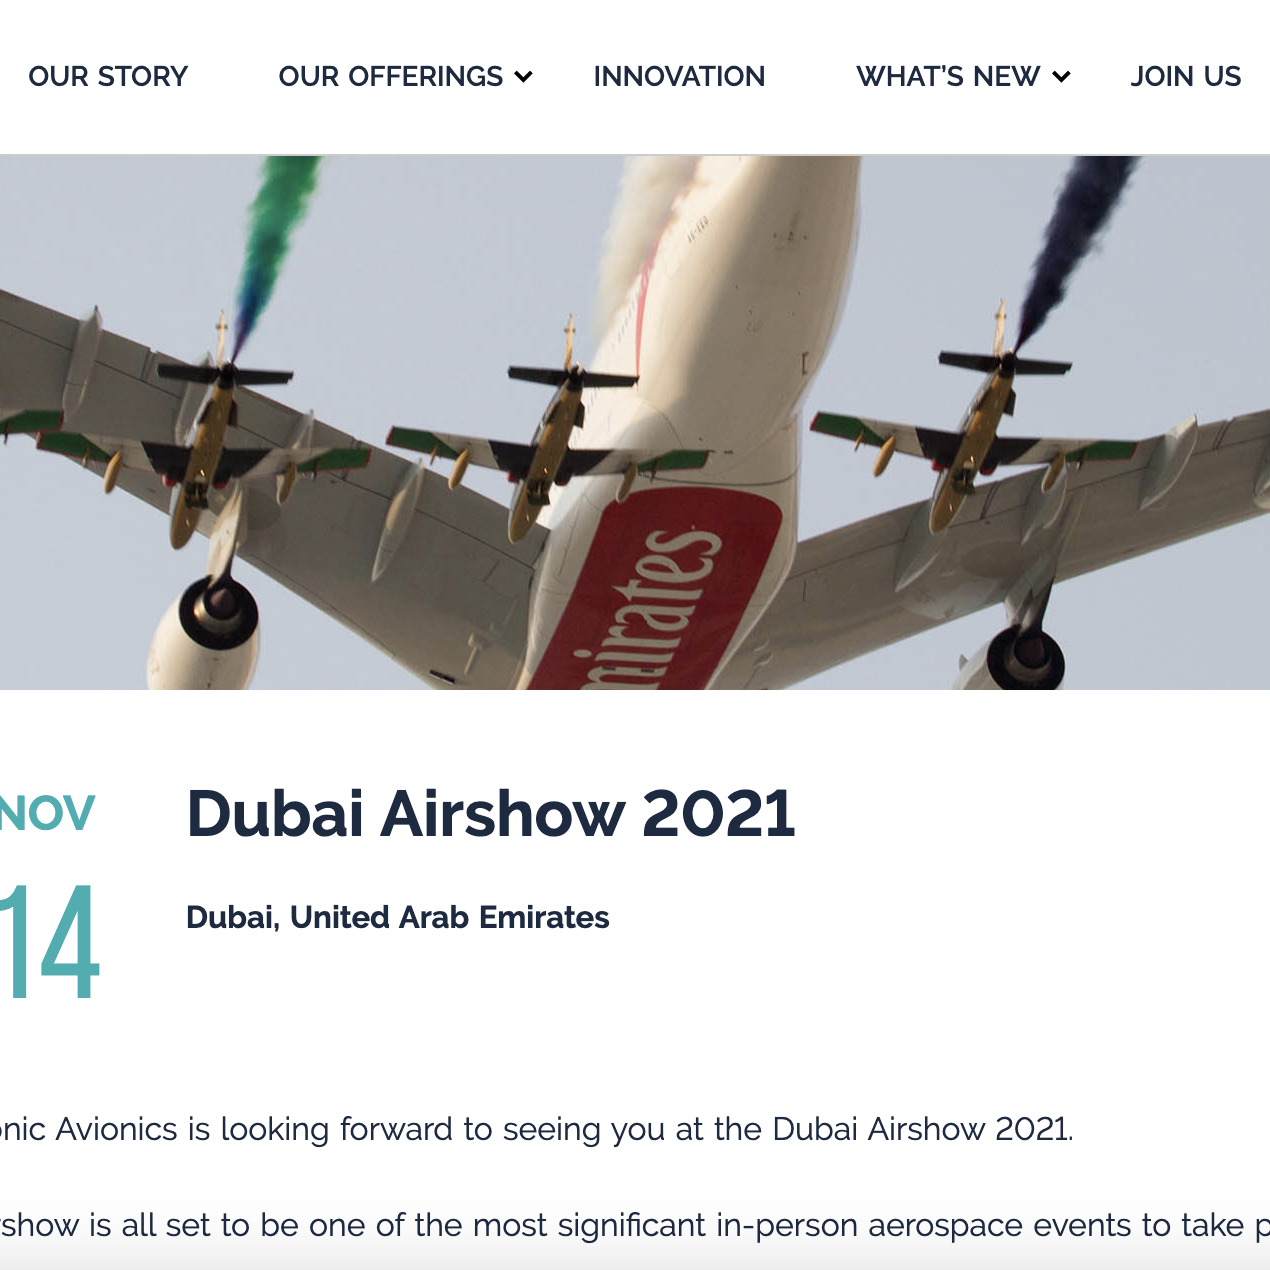 OUR STORY OUR OFFERINGS INNOVATION WHAT'S NEW JOIN US
mirates
NOV
14
Dubai Airshow 2021
Dubai, United Arab Emirates
onic Avionics is looking forward to seeing you at the Dubai Airshow 2021.
rshow is all set to be one of the most significant in-person aerospace events to take p